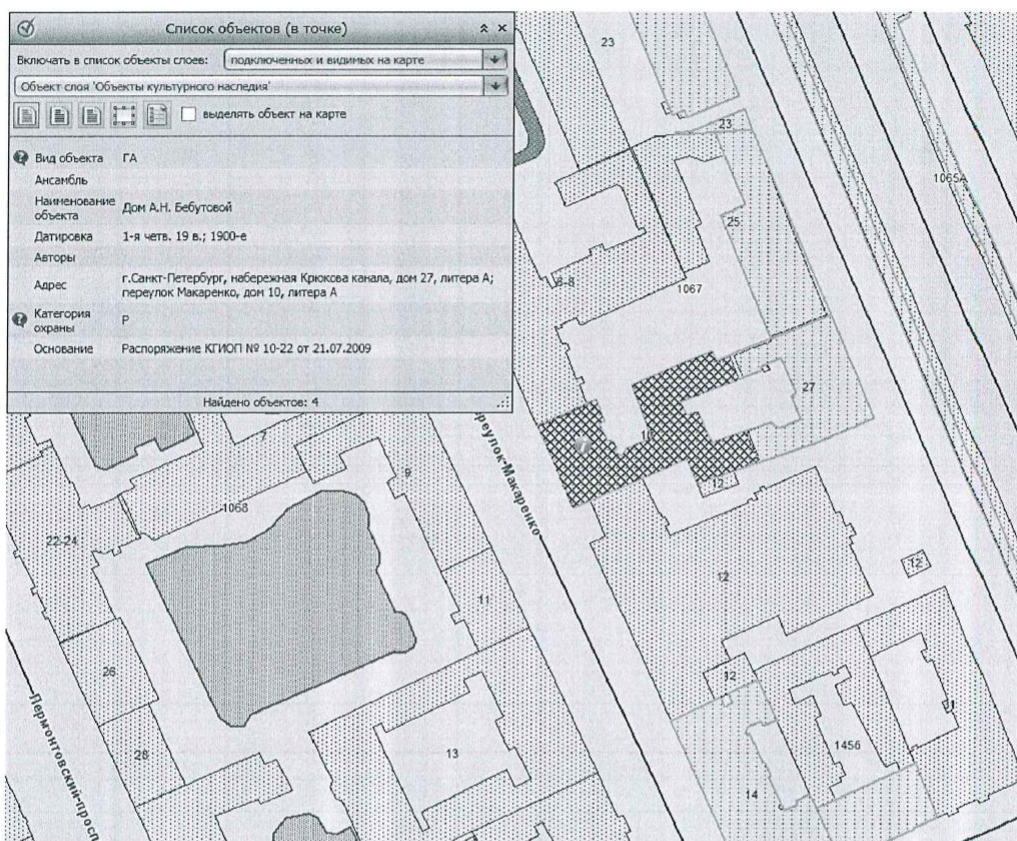 Список объектов (в точке)
Включать в список объекты слоев: подключенных и видимых на карте
Объект слоя 'Объекты культурного наследия'
выделять объект на карте
Вид объекта ГА
Ансамбль
Наименование объекта Дом А.Н. Бебутовой
Датировка 1-я четв. 19 в.; 1900-е
Авторы
Адрес г.Санкт-Петербург, набережная Крюкова канала, дом 27, литера А;
переулок Макаренко, дом 10, литера А
Категория охраны Р
Основание Распоряжение КГИОП № 10-22 от 21.07.2009
Найдено объектов: 4
23
23
1065А
25
6-8
1067
27
10
12
7
9
переулок-Макаренко
1068
22-24
12
12
11
26
12
28
13
1456
14